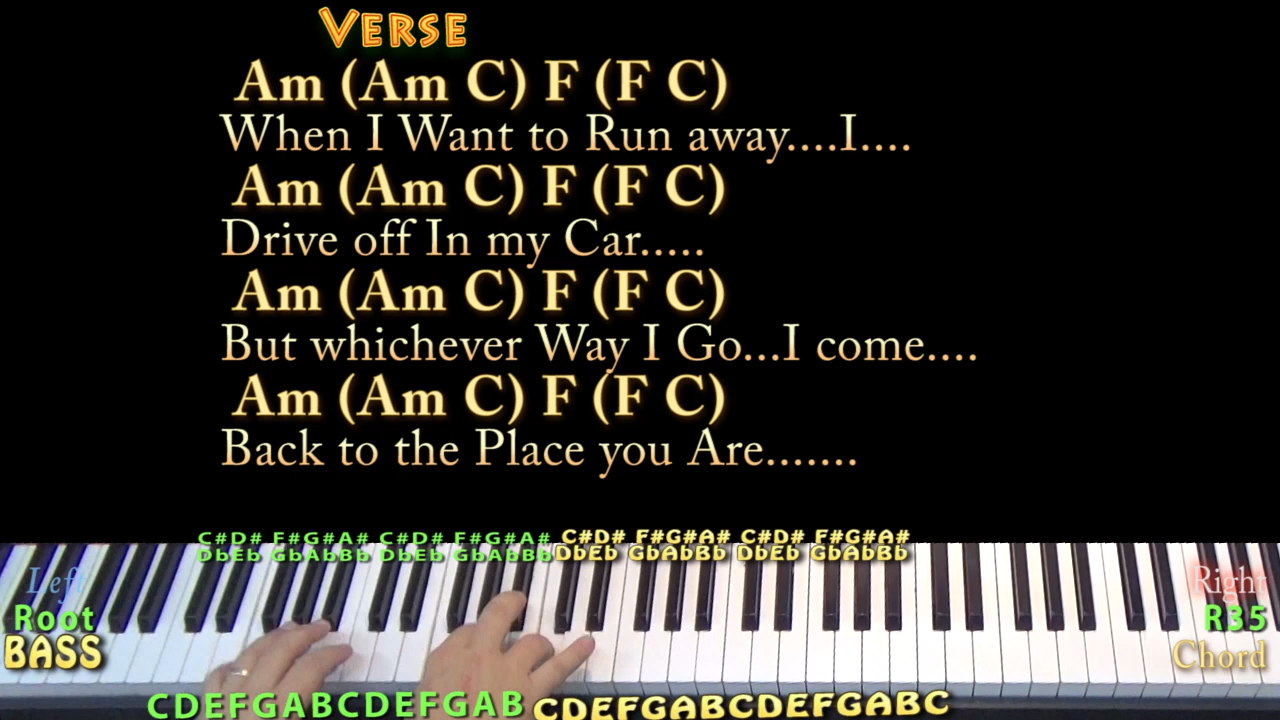 VERSE
Am (Am C) F (F C)
When I Want to Run away....I....
Am (Am C) F (F C)
Drive off In my Car.....
Am (Am C) F (F C)
But whichever Way I Go...I come....
Am (Am C) F (F C)
Back to the Place you Are.......
C#D# F#G#A# C#D# F#G#A# C#D# F#G#A# C#D# F#G#A#
DbEb GbAbBb DbEb GbAbBb DbEb GbAbBb DbEb GbAbBb
Left
Root
BASS
Right
R35
Chord
CDEFGABCDEFGAB CDEFGABCDEFGABC